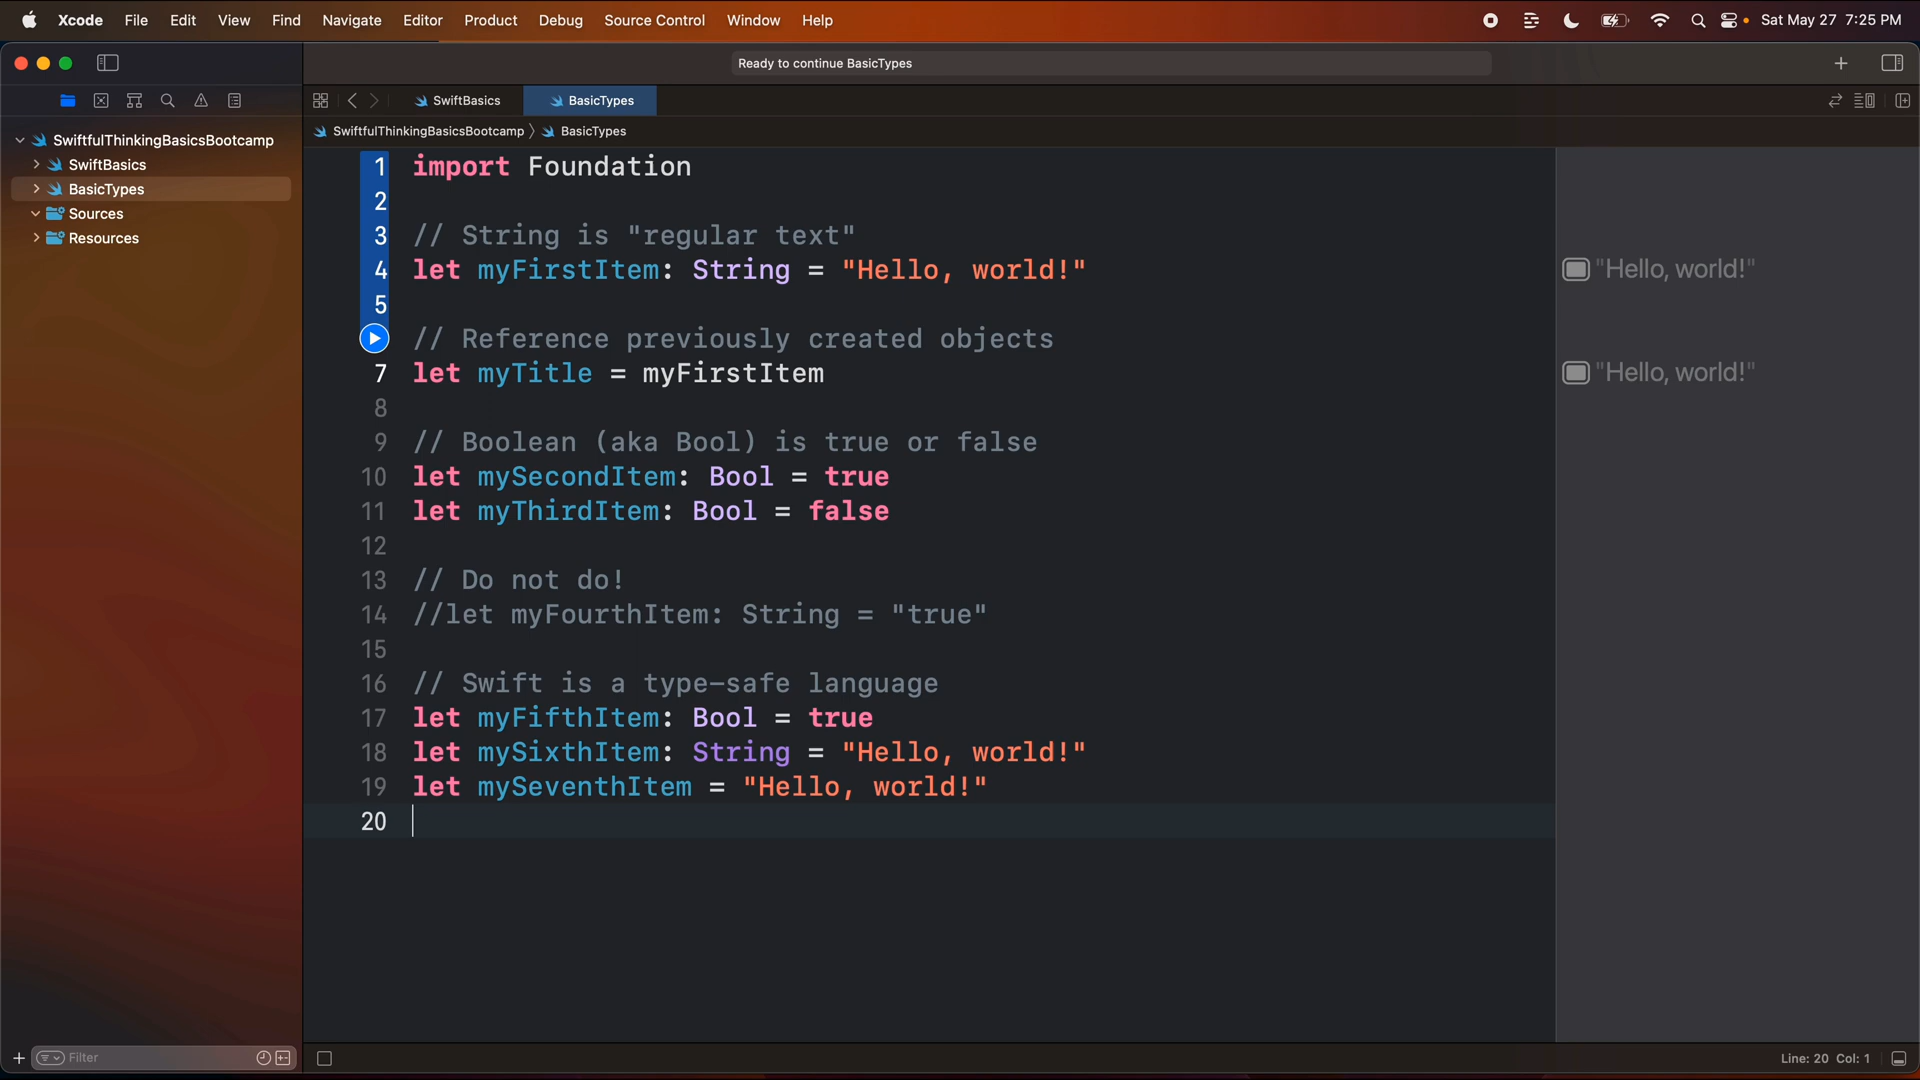 Xcode File Edit View Find Navigate Editor Product Debug Source Control Window Help Sat May 27 7:25 PM
Ready to continue BasicTypes
SwiftBasics BasicTypes
SwiftfulThinkingBasicsBootcamp BasicTypes
SwiftfulThinkingBasicsBootcamp
SwiftBasics
BasicTypes
Sources
Resources
1 import Foundation
2
3 // String is "regular text"
4 let myFirstItem: String = "Hello, world!"
5
// Reference previously created objects
7 let myTitle = myFirstItem
8
9 // Boolean (aka Bool) is true or false
10 let mySecondItem: Bool = true
11 let myThirdItem: Bool = false
12
13 // Do not do!
14 //let myFourthItem: String = "true"
15
16 // Swift is a type-safe language
17 let myFifthItem: Bool = true
18 let mySixthItem: String = "Hello, world!"
19 let mySeventhItem = "Hello, world!"
20
"Hello, world!"
"Hello, world!"
Filter
Line: 20 Col: 1